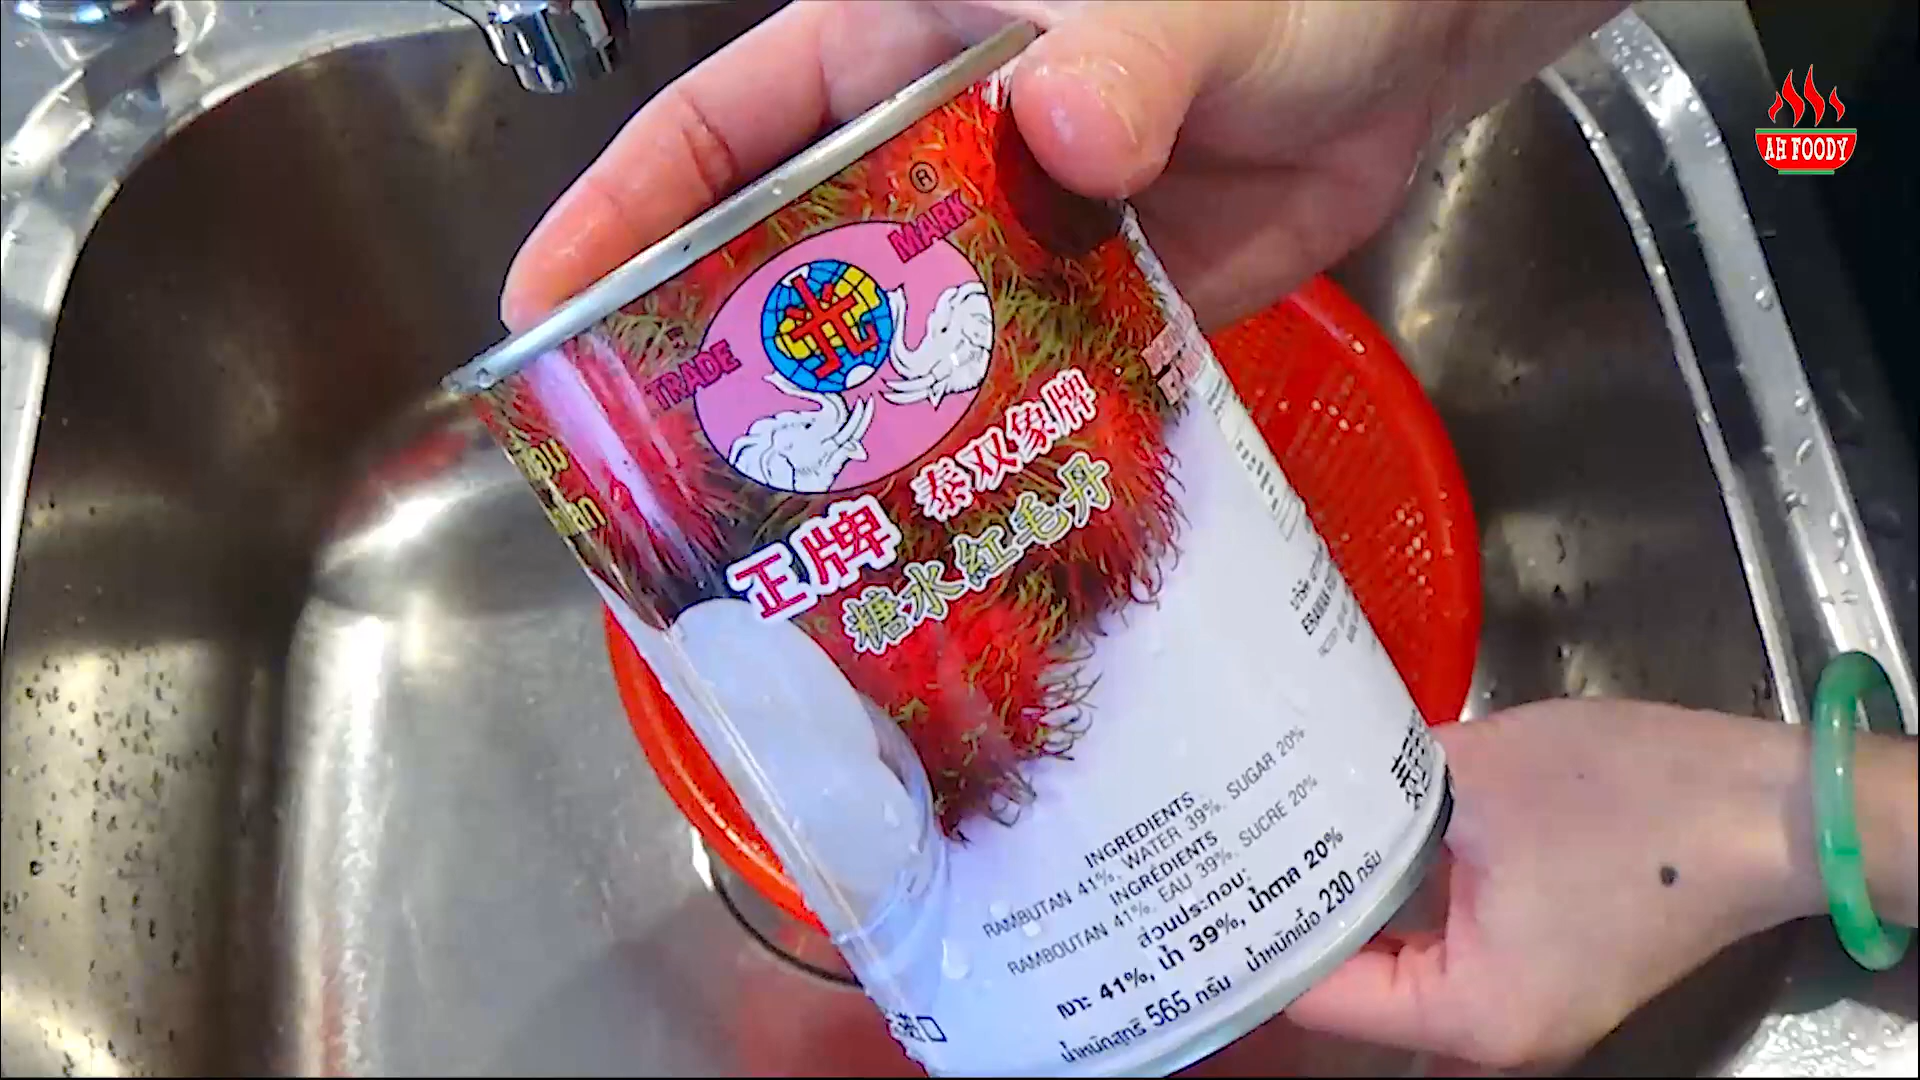 AH FOODY
®
TRADE MARK
光
泰双象牌
正牌
糖水紅毛丹
INGREDIENTS
RAMBUTAN 41%, WATER 39%, SUGAR 20%
INGRÉDIENTS
RAMBOUTAN 41%, EAU 39%, SUCRE 20%
ส่วนประกอบ:
เงาะ 41%, น้ำ 39%, น้ำตาล 20%
น้ำหนักสุทธิ 565 กรัม น้ำหนักเนื้อ 230 กรัม